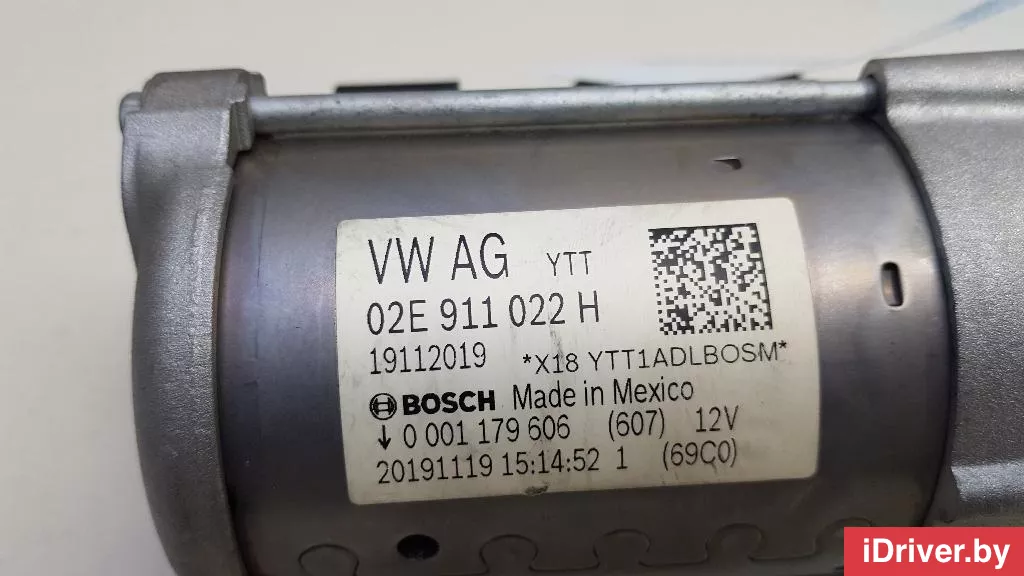 VW AG YTT
02E 911 022 H
19112019 *X18 YTT1ADLBOSM*
BOSCH Made in Mexico
↓ 0 001 179 606 (607) 12V
20191119 15:14:52 1 (69C0)
iDriver.by